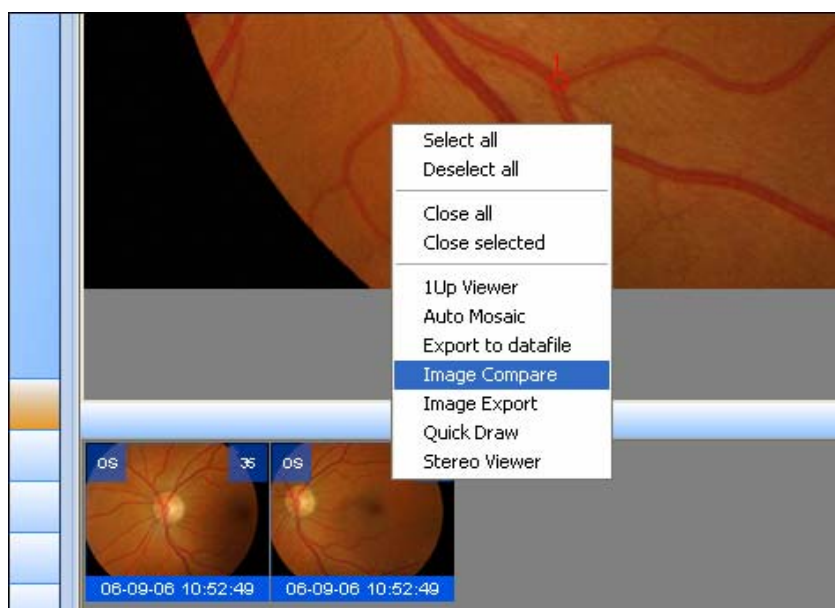 Select all
Deselect all
Close all
Close selected
1Up Viewer
Auto Mosaic
Export to datafile
Image Compare
Image Export
Quick Draw
Stereo Viewer
OS 35 OS
06-09-06 10:52:49 06-09-06 10:52:49